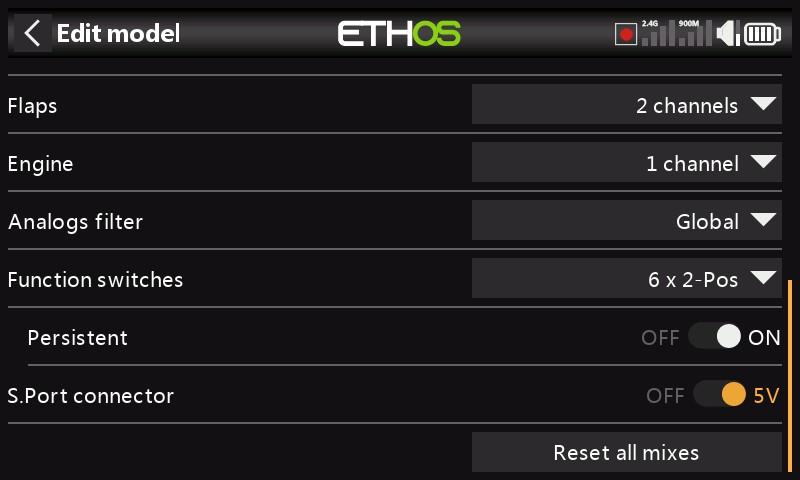 Edit model ETHOS 2.4G 900M
Flaps 2 channels
Engine 1 channel
Analogs filter Global
Function switches 6 x 2-Pos
Persistent OFF ON
S.Port connector OFF 5V
Reset all mixes